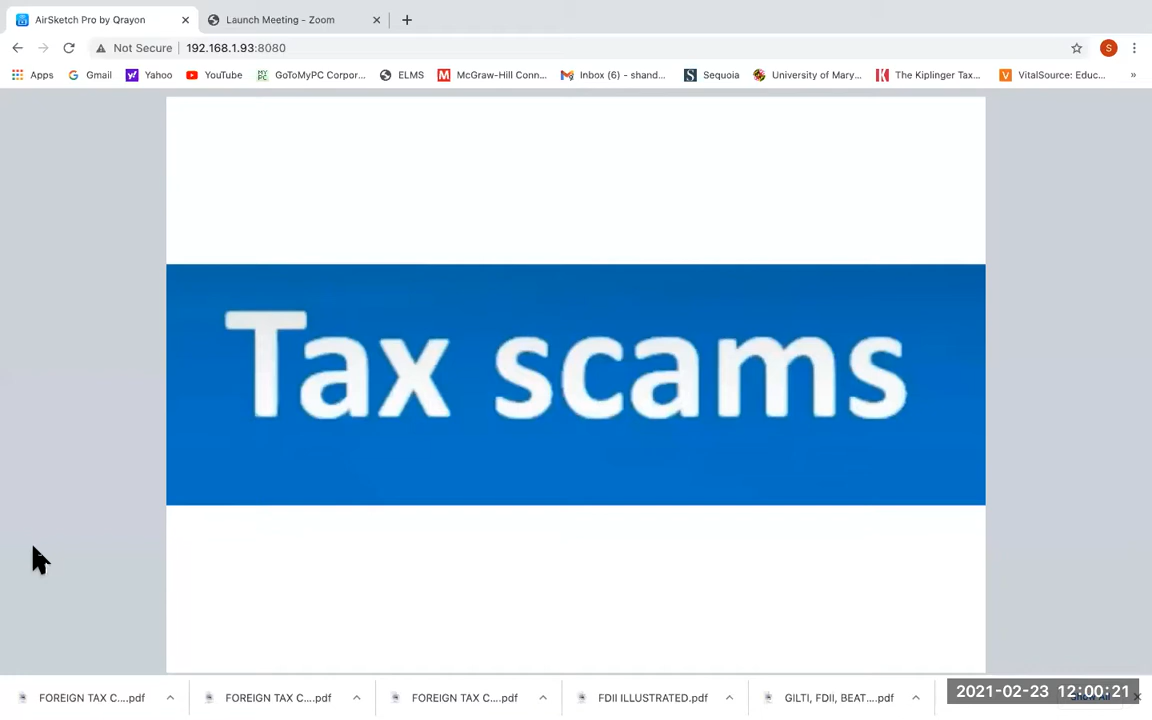 AirSketch Pro by Qrayon
Launch Meeting - Zoom
Not Secure | 192.168.1.93:8080
S
Apps Gmail Yahoo YouTube GoToMyPC Corpor... ELMS McGraw-Hill Conn... Inbox (6) - shand... Sequoia University of Mary... The Kiplinger Tax... VitalSource: Educ... »
Tax scams
FOREIGN TAX C....pdf FOREIGN TAX C....pdf FOREIGN TAX C....pdf FDII ILLUSTRATED.pdf GILTI, FDII, BEAT....pdf
2021-02-23 12:00:21